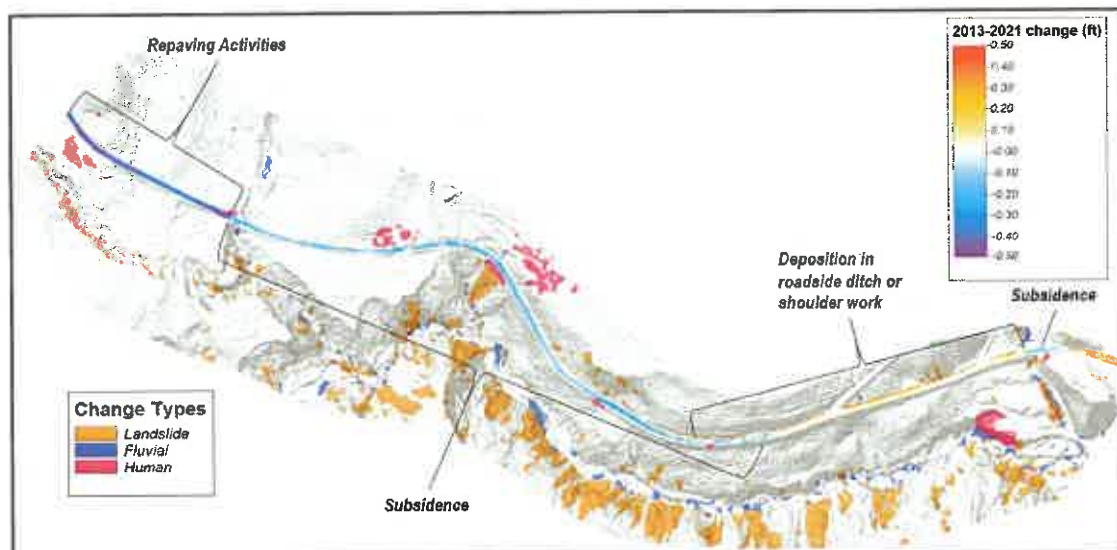 Repaving Activities
2013-2021 change (ft)
0.50
0.40
0.30
0.20
0.10
-0.00
-0.10
-0.20
-0.30
-0.40
-0.50
Deposition in
roadside ditch or
shoulder work
Subsidence
Change Types
Landslide
Fluvial
Human
Subsidence